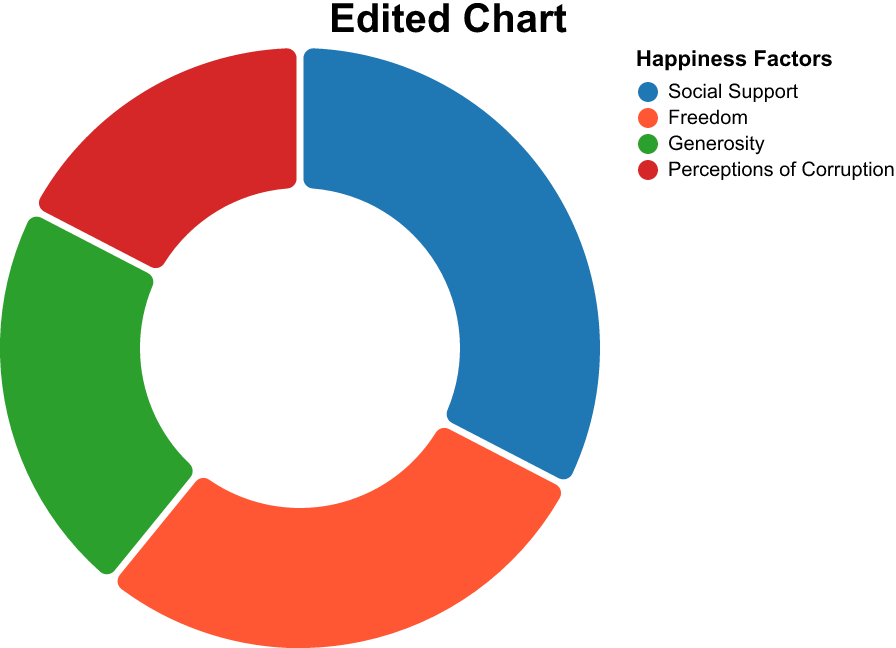 Edited Chart
Happiness Factors
Social Support
Freedom
Generosity
Perceptions of Corruption